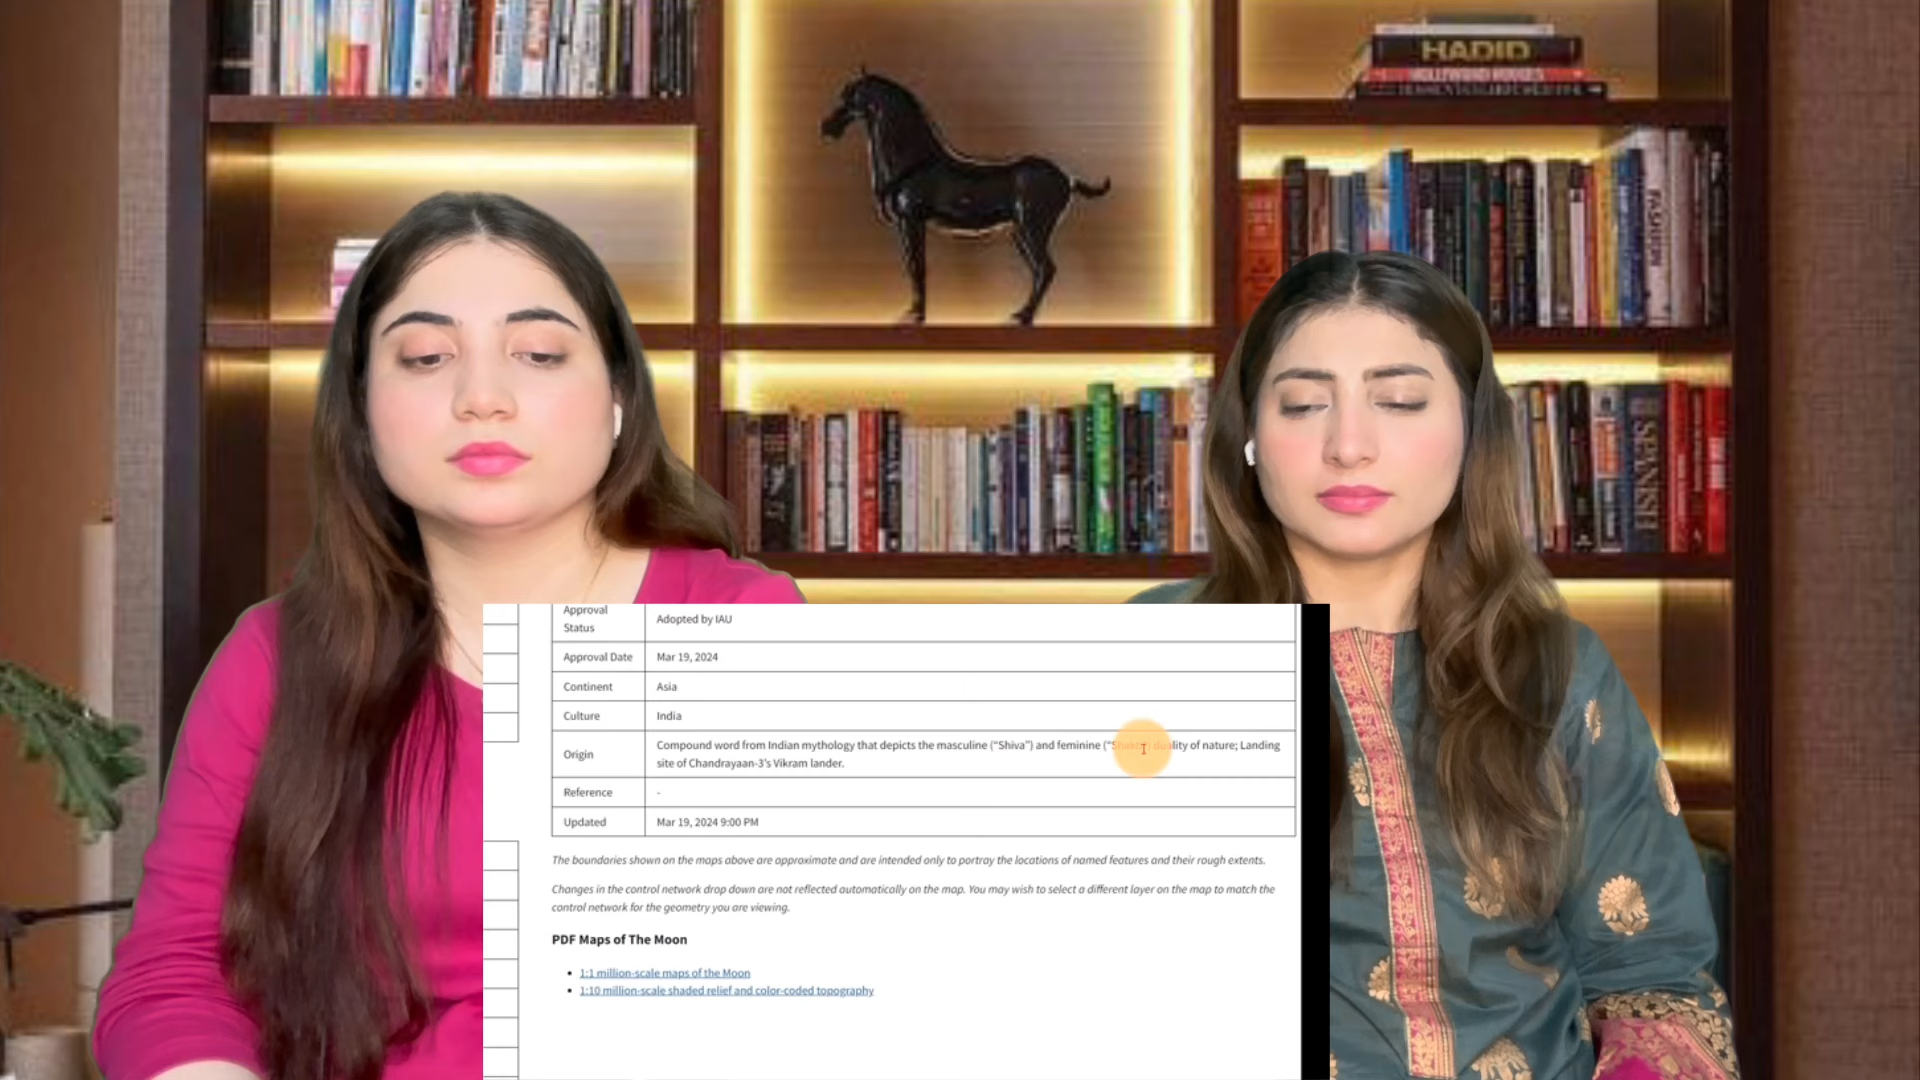 HADID
HOLLYWOOD HOUSES
FASHION
SPANISH
Approval
Status
Adopted by IAU
Approval Date
Mar 19, 2024
Continent
Asia
Culture
India
Origin
Compound word from Indian mythology that depicts the masculine (“Shiva”) and feminine (“Shakti”) duality of nature; Landing
site of Chandrayaan-3’s Vikram lander.
Reference
-
Updated
Mar 19, 2024 9:00 PM
The boundaries shown on the maps above are approximate and are intended only to portray the locations of named features and their rough extents.
Changes in the control network drop down are not reflected automatically on the map. You may wish to select a different layer on the map to match the
control network for the geometry you are viewing.
PDF Maps of The Moon
• 1:1 million-scale maps of the Moon
• 1:10 million-scale shaded relief and color-coded topography